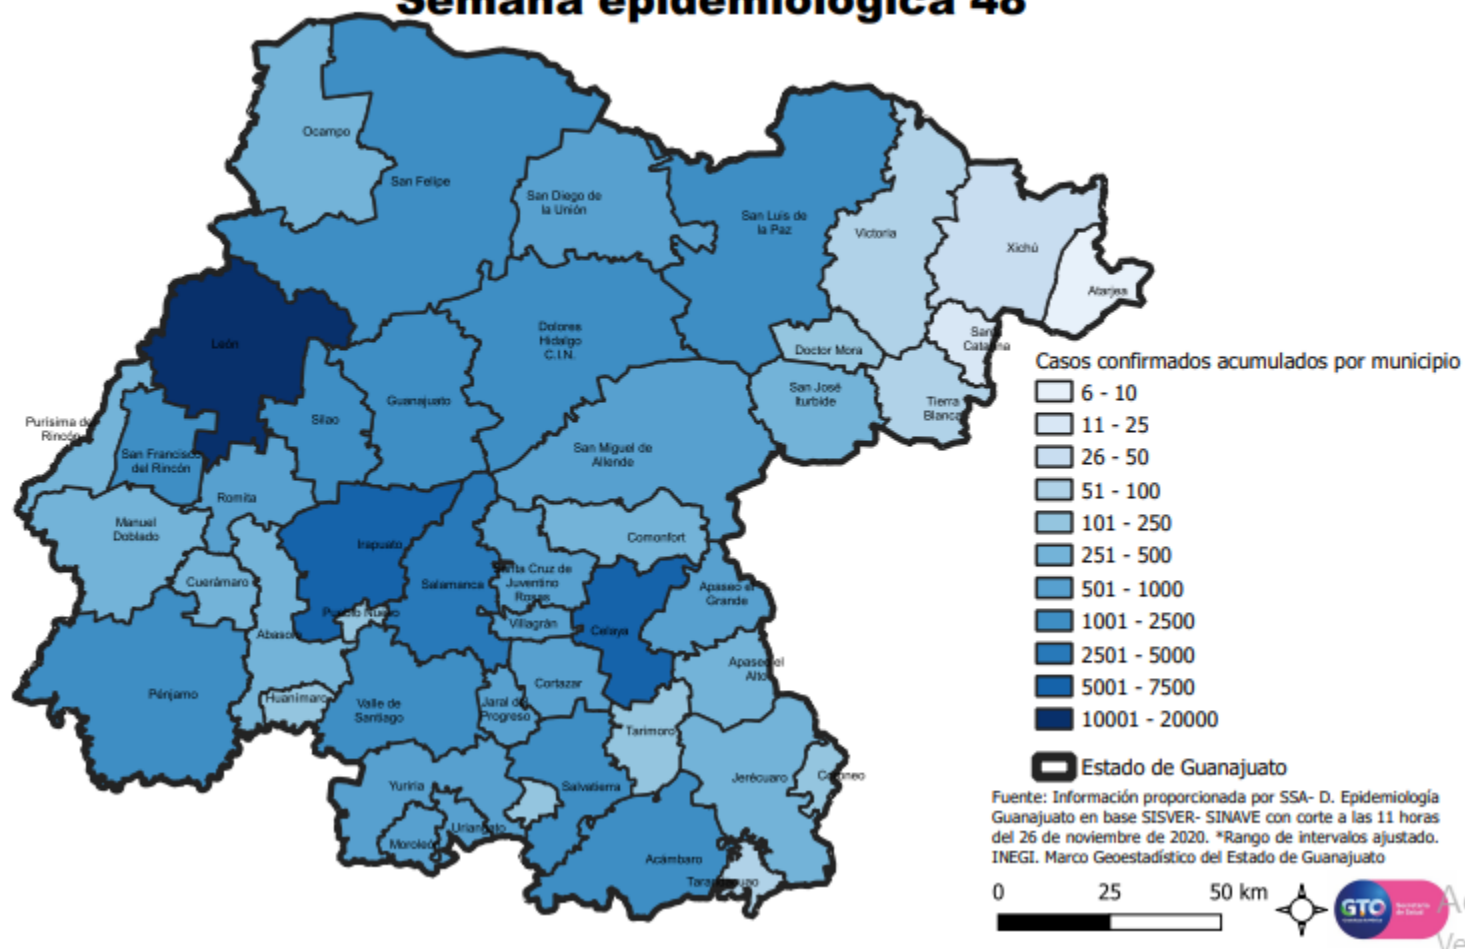 Semana epidemiológica 48
Ocampo
San Felipe
San Diego de
la Unión
San Luis de
la Paz
Victoria
Xichú
Atarjea
León
Dolores
Hidalgo
C.I.N.
Doctor Mora
Santa
Catarina
Guanajuato
Silao
San José
Iturbide
Tierra
Blanca
Purísima del
Rincón
San Francisco
del Rincón
San Miguel de
Allende
Romita
Manuel
Doblado
Irapuato
Comonfort
Cuerámaro
Salamanca
Santa Cruz de
Juventino
Rosas
Apaseo el
Grande
Pueblo Nuevo
Villagrán
Celaya
Abasolo
Apaseo el
Alto
Pénjamo
Huanímaro
Valle de
Santiago
Cortazar
Jaral del
Progreso
Tarimoro
Yuriria
Salvatierra
Jerécuaro
Coroneo
Uriangato
Moroleón
Acámbaro
Tarandacuao
Casos confirmados acumulados por municipio
6 - 10
11 - 25
26 - 50
51 - 100
101 - 250
251 - 500
501 - 1000
1001 - 2500
2501 - 5000
5001 - 7500
10001 - 20000
Estado de Guanajuato
Fuente: Información proporcionada por SSA- D. Epidemiología
Guanajuato en base SISVER- SINAVE con corte a las 11 horas
del 26 de noviembre de 2020. *Rango de intervalos ajustado.
INEGI. Marco Geoestadístico del Estado de Guanajuato
0 25 50 km
GTO